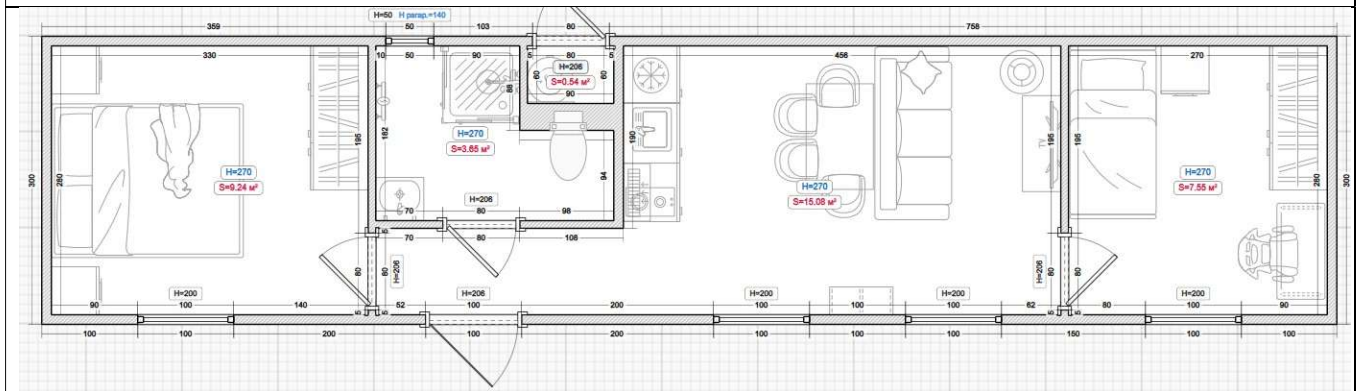 H=50 H parap.=140
359 50 103 80 758
330 10 50 90 5 80 5 456 270
H=206
60 60
S=0.54 м²
90
88
H=270
S=3.65 м²
182
195 190 195 195
300 280 280 300
H=270
S=9.24 м²
H=270
S=15.08 м²
H=270
S=7.55 м²
TV
94
H=206
70 80 98
70 80 108
5
80 80 80 80
H=206 H=206
H=200 H=206 H=200 H=200 H=200
90 100 140 5 5 52 100 200 100 100 100 62 5 5 80 100 90
100 100 200 100 200 100 100 100 150 100 100